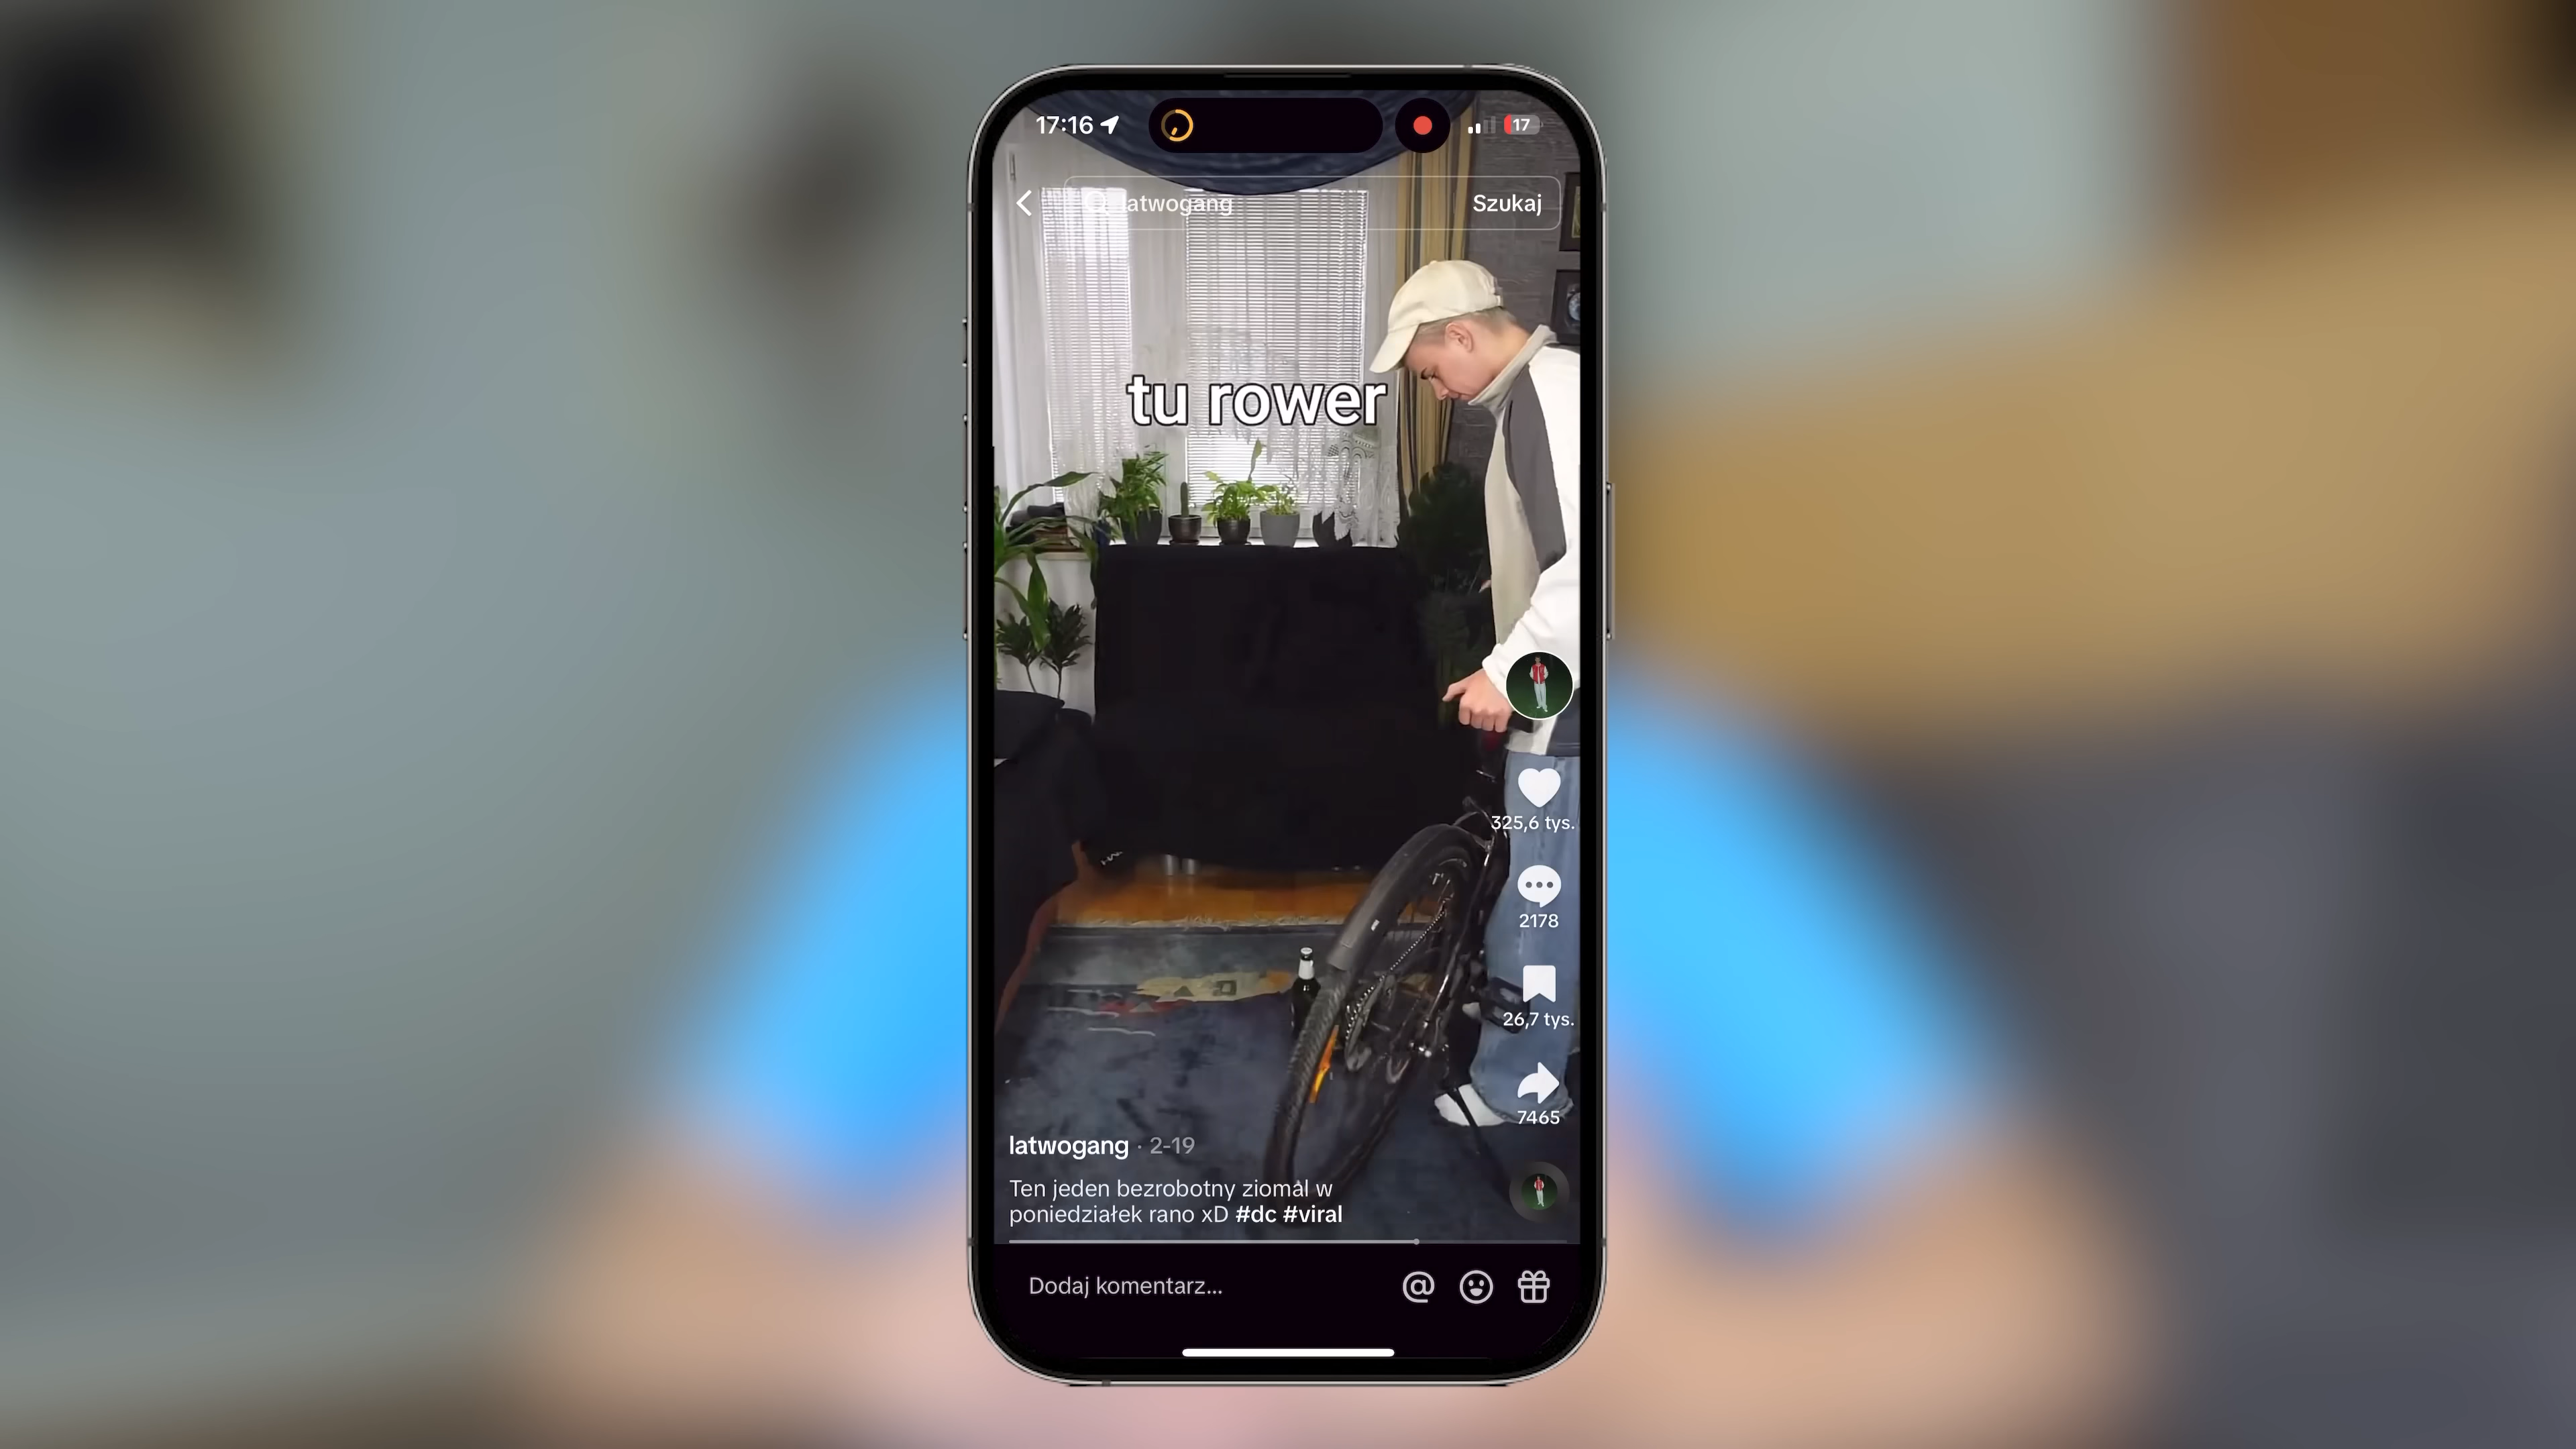 17:16
17
latwogang
Szukaj
tu rower
325,6 tys.
2178
26,7 tys.
7465
latwogang · 2-19
Ten jeden bezrobotny ziomal w
poniedziałek rano xD #dc #viral
Dodaj komentarz...